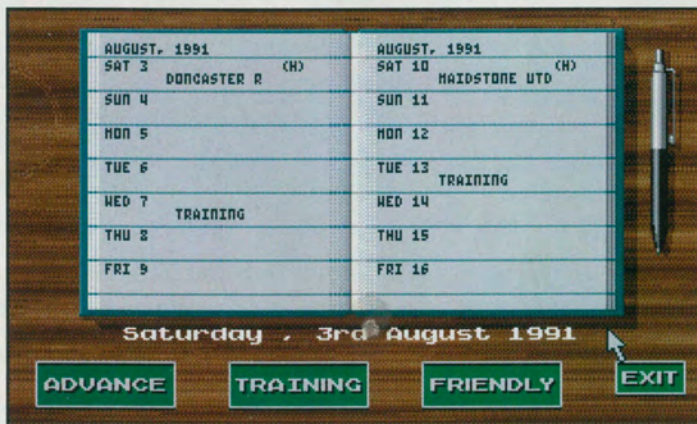 AUGUST, 1991
SAT 3 (H)
DONCASTER R
SUN 4
MON 5
TUE 6
WED 7
TRAINING
THU 8
FRI 9
AUGUST, 1991
SAT 10 (H)
MAIDSTONE UTD
SUN 11
MON 12
TUE 13
TRAINING
WED 14
THU 15
FRI 16
Saturday , 3rd August 1991
ADVANCE
TRAINING
FRIENDLY
EXIT